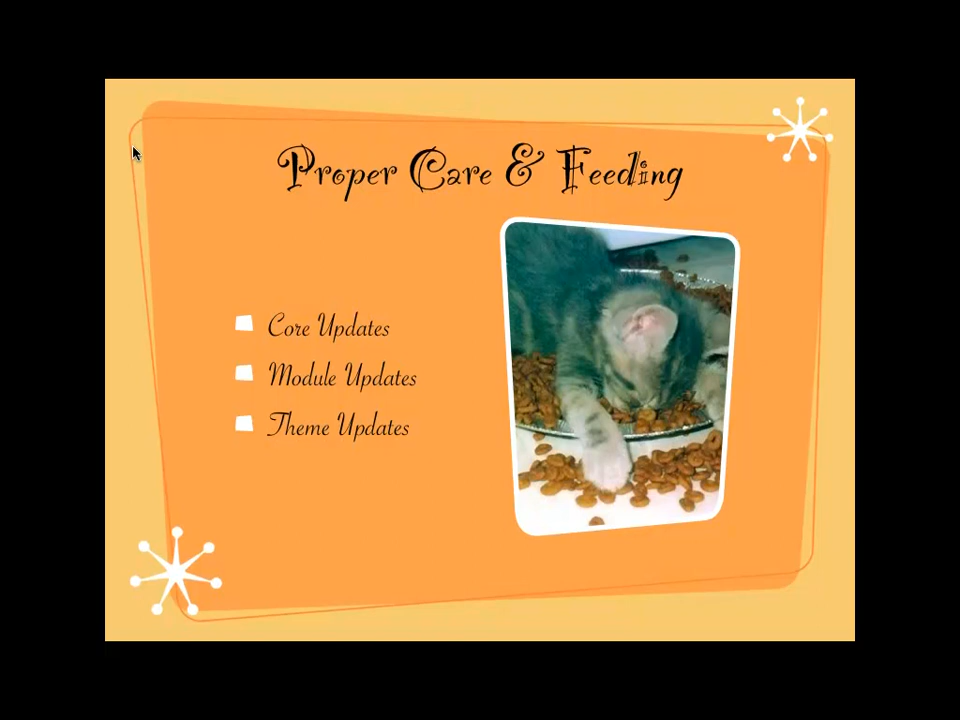 Proper Care & Feeding
Core Updates
Module Updates
Theme Updates